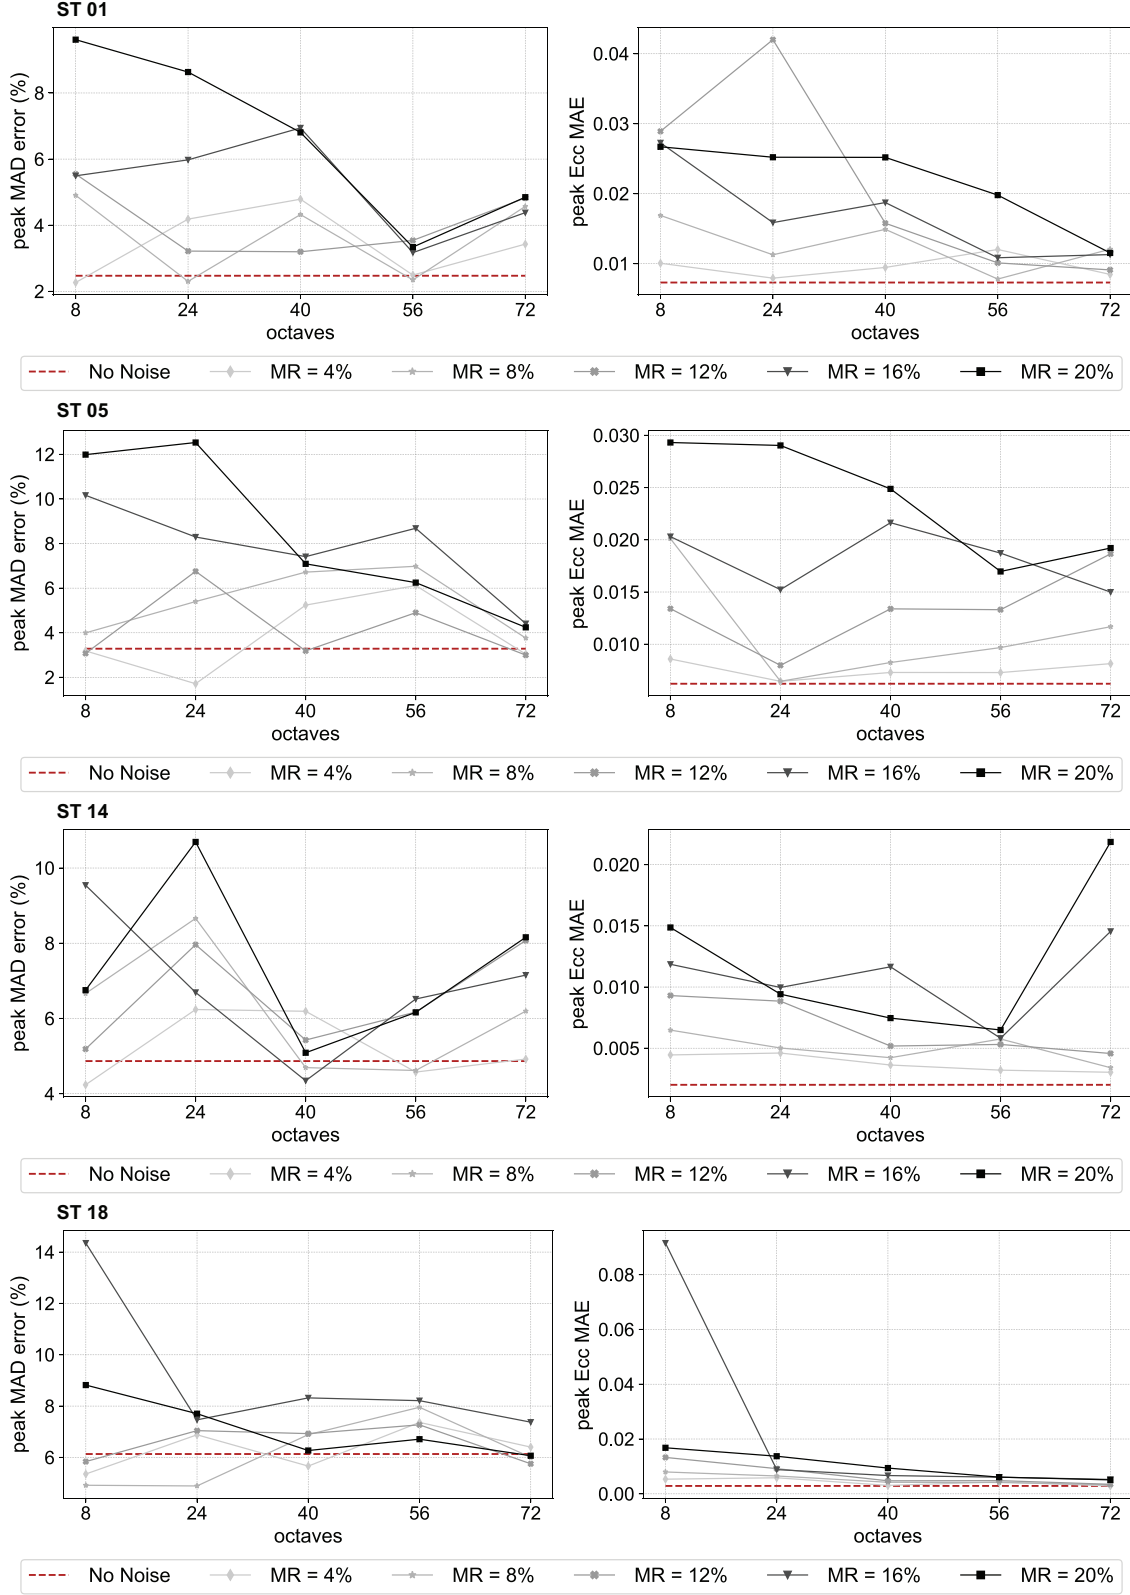 ST 01
peak MAD error (%)
8
6
4
2
8 24 40 56 72
octaves
peak Ecc MAE
0.04
0.03
0.02
0.01
8 24 40 56 72
octaves
No Noise MR = 4% MR = 8% MR = 12% MR = 16% MR = 20%
ST 05
peak MAD error (%)
12
10
8
6
4
2
8 24 40 56 72
octaves
peak Ecc MAE
0.030
0.025
0.020
0.015
0.010
8 24 40 56 72
octaves
No Noise MR = 4% MR = 8% MR = 12% MR = 16% MR = 20%
ST 14
peak MAD error (%)
10
8
6
4
8 24 40 56 72
octaves
peak Ecc MAE
0.020
0.015
0.010
0.005
8 24 40 56 72
octaves
No Noise MR = 4% MR = 8% MR = 12% MR = 16% MR = 20%
ST 18
peak MAD error (%)
14
12
10
8
6
8 24 40 56 72
octaves
peak Ecc MAE
0.08
0.06
0.04
0.02
0.00
8 24 40 56 72
octaves
No Noise MR = 4% MR = 8% MR = 12% MR = 16% MR = 20%